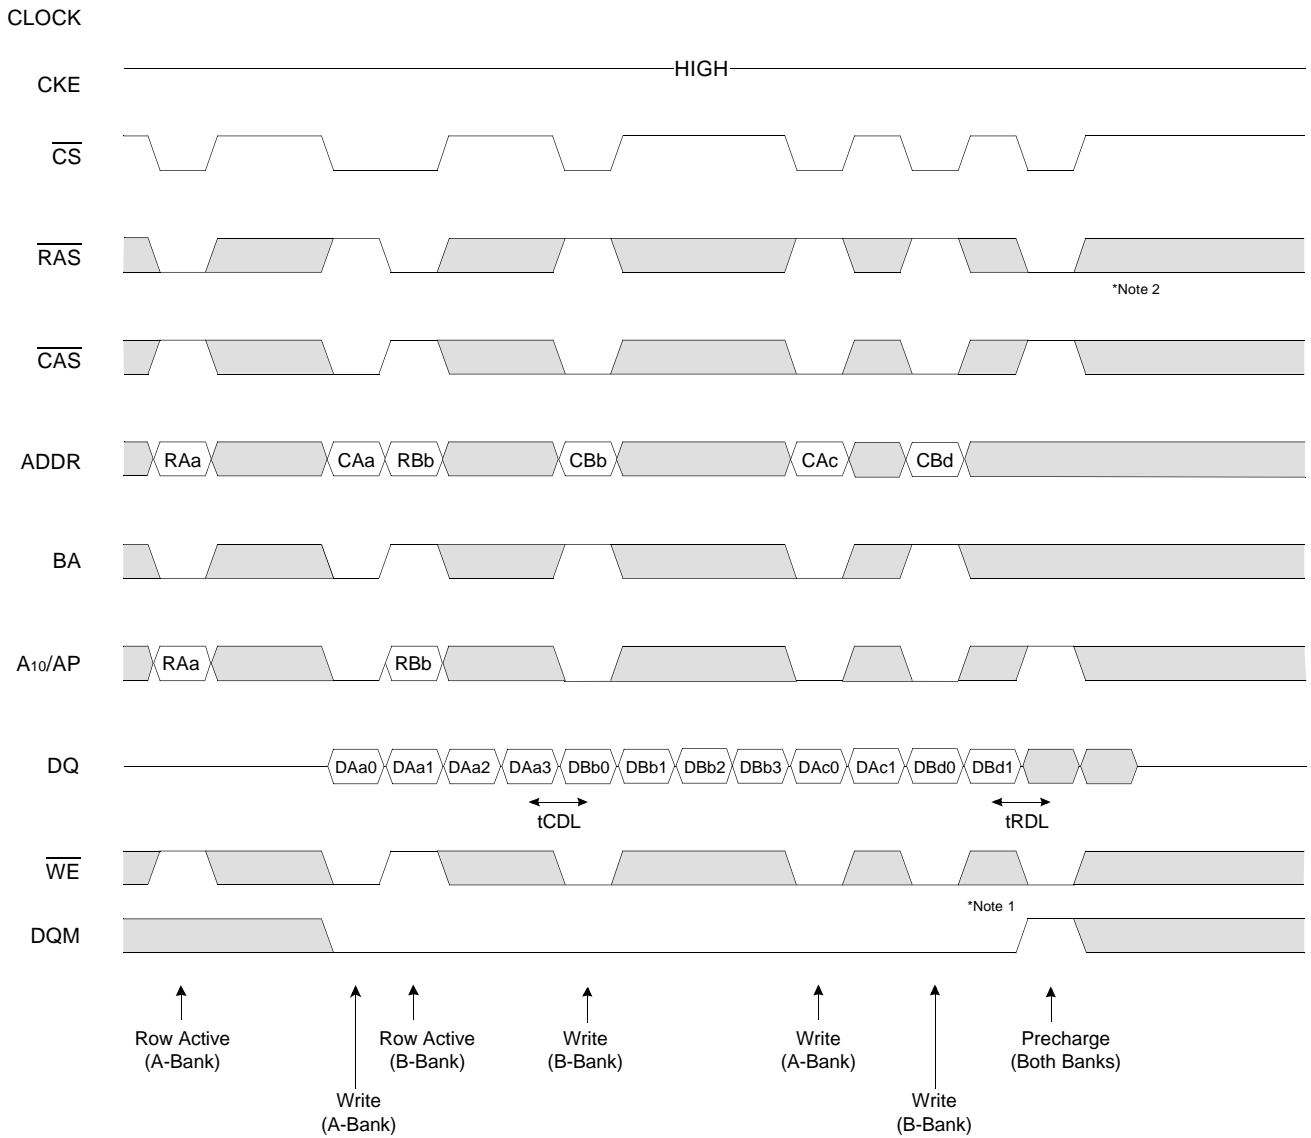 CLOCK
HIGH
CKE
CS
RAS
*Note 2
CAS
ADDR RAa CAa RBb CBb CAc CBd
BA
A10/AP RAa RBb
DQ DAa0 DAa1 DAa2 DAa3 DBb0 DBb1 DBb2 DBb3 DAc0 DAc1 DBd0 DBd1
tCDL tRDL
WE
*Note 1
DQM
Row Active
(A-Bank)
Row Active
(B-Bank)
Write
(B-Bank)
Write
(A-Bank)
Precharge
(Both Banks)
Write
(A-Bank)
Write
(B-Bank)